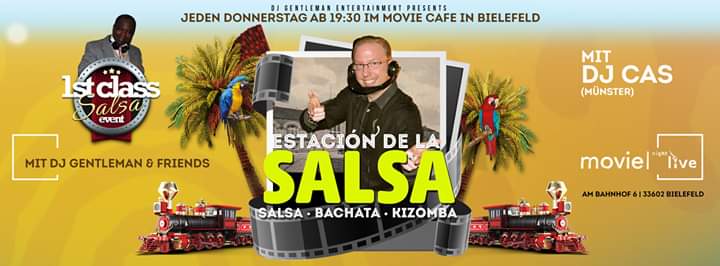 DJ GENTLEMAN ENTERTAINMENT PRESENTS
JEDEN DONNERSTAG AB 19:30 IM MOVIE CAFE IN BIELEFELD
1st class
Salsa
event
MIT DJ GENTLEMAN & FRIENDS
ESTACIÓN DE LA
SALSA
SALSA · BACHATA · KIZOMBA
MIT
DJ CAS
(MÜNSTER)
movie| night live
AM BAHNHOF 6 | 33602 BIELEFELD